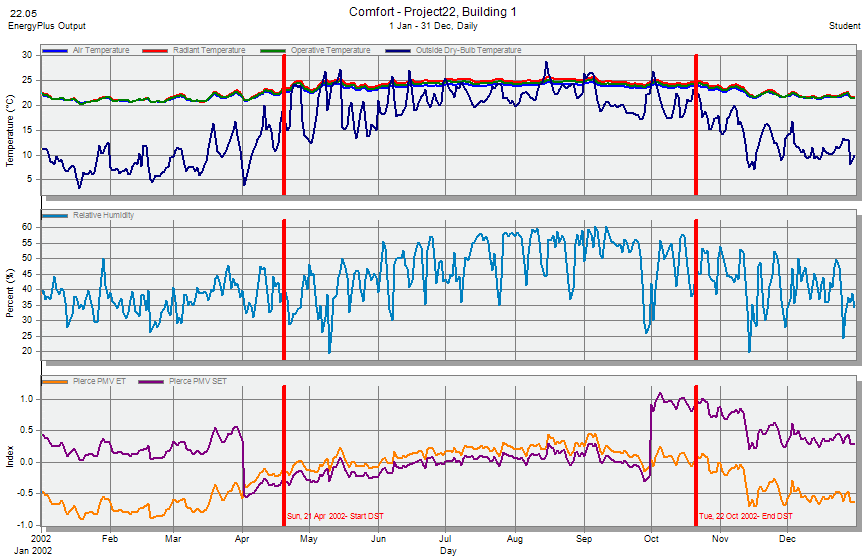 22.05
Comfort - Project22, Building 1
EnergyPlus Output
1 Jan - 31 Dec, Daily
Student
Air Temperature Radiant Temperature Operative Temperature Outside Dry-Bulb Temperature
Temperature (°C)
30
25
20
15
10
5
Relative Humidity
Percent (%)
60
55
50
45
40
35
30
25
20
Pierce PMV ET Pierce PMV SET
Index
1.0
0.5
0.0
-0.5
-1.0
Sun, 21 Apr 2002- Start DST
Tue, 22 Oct 2002- End DST
2002 Feb Mar Apr May Jun Jul Aug Sep Oct Nov Dec
Jan 2002
Day